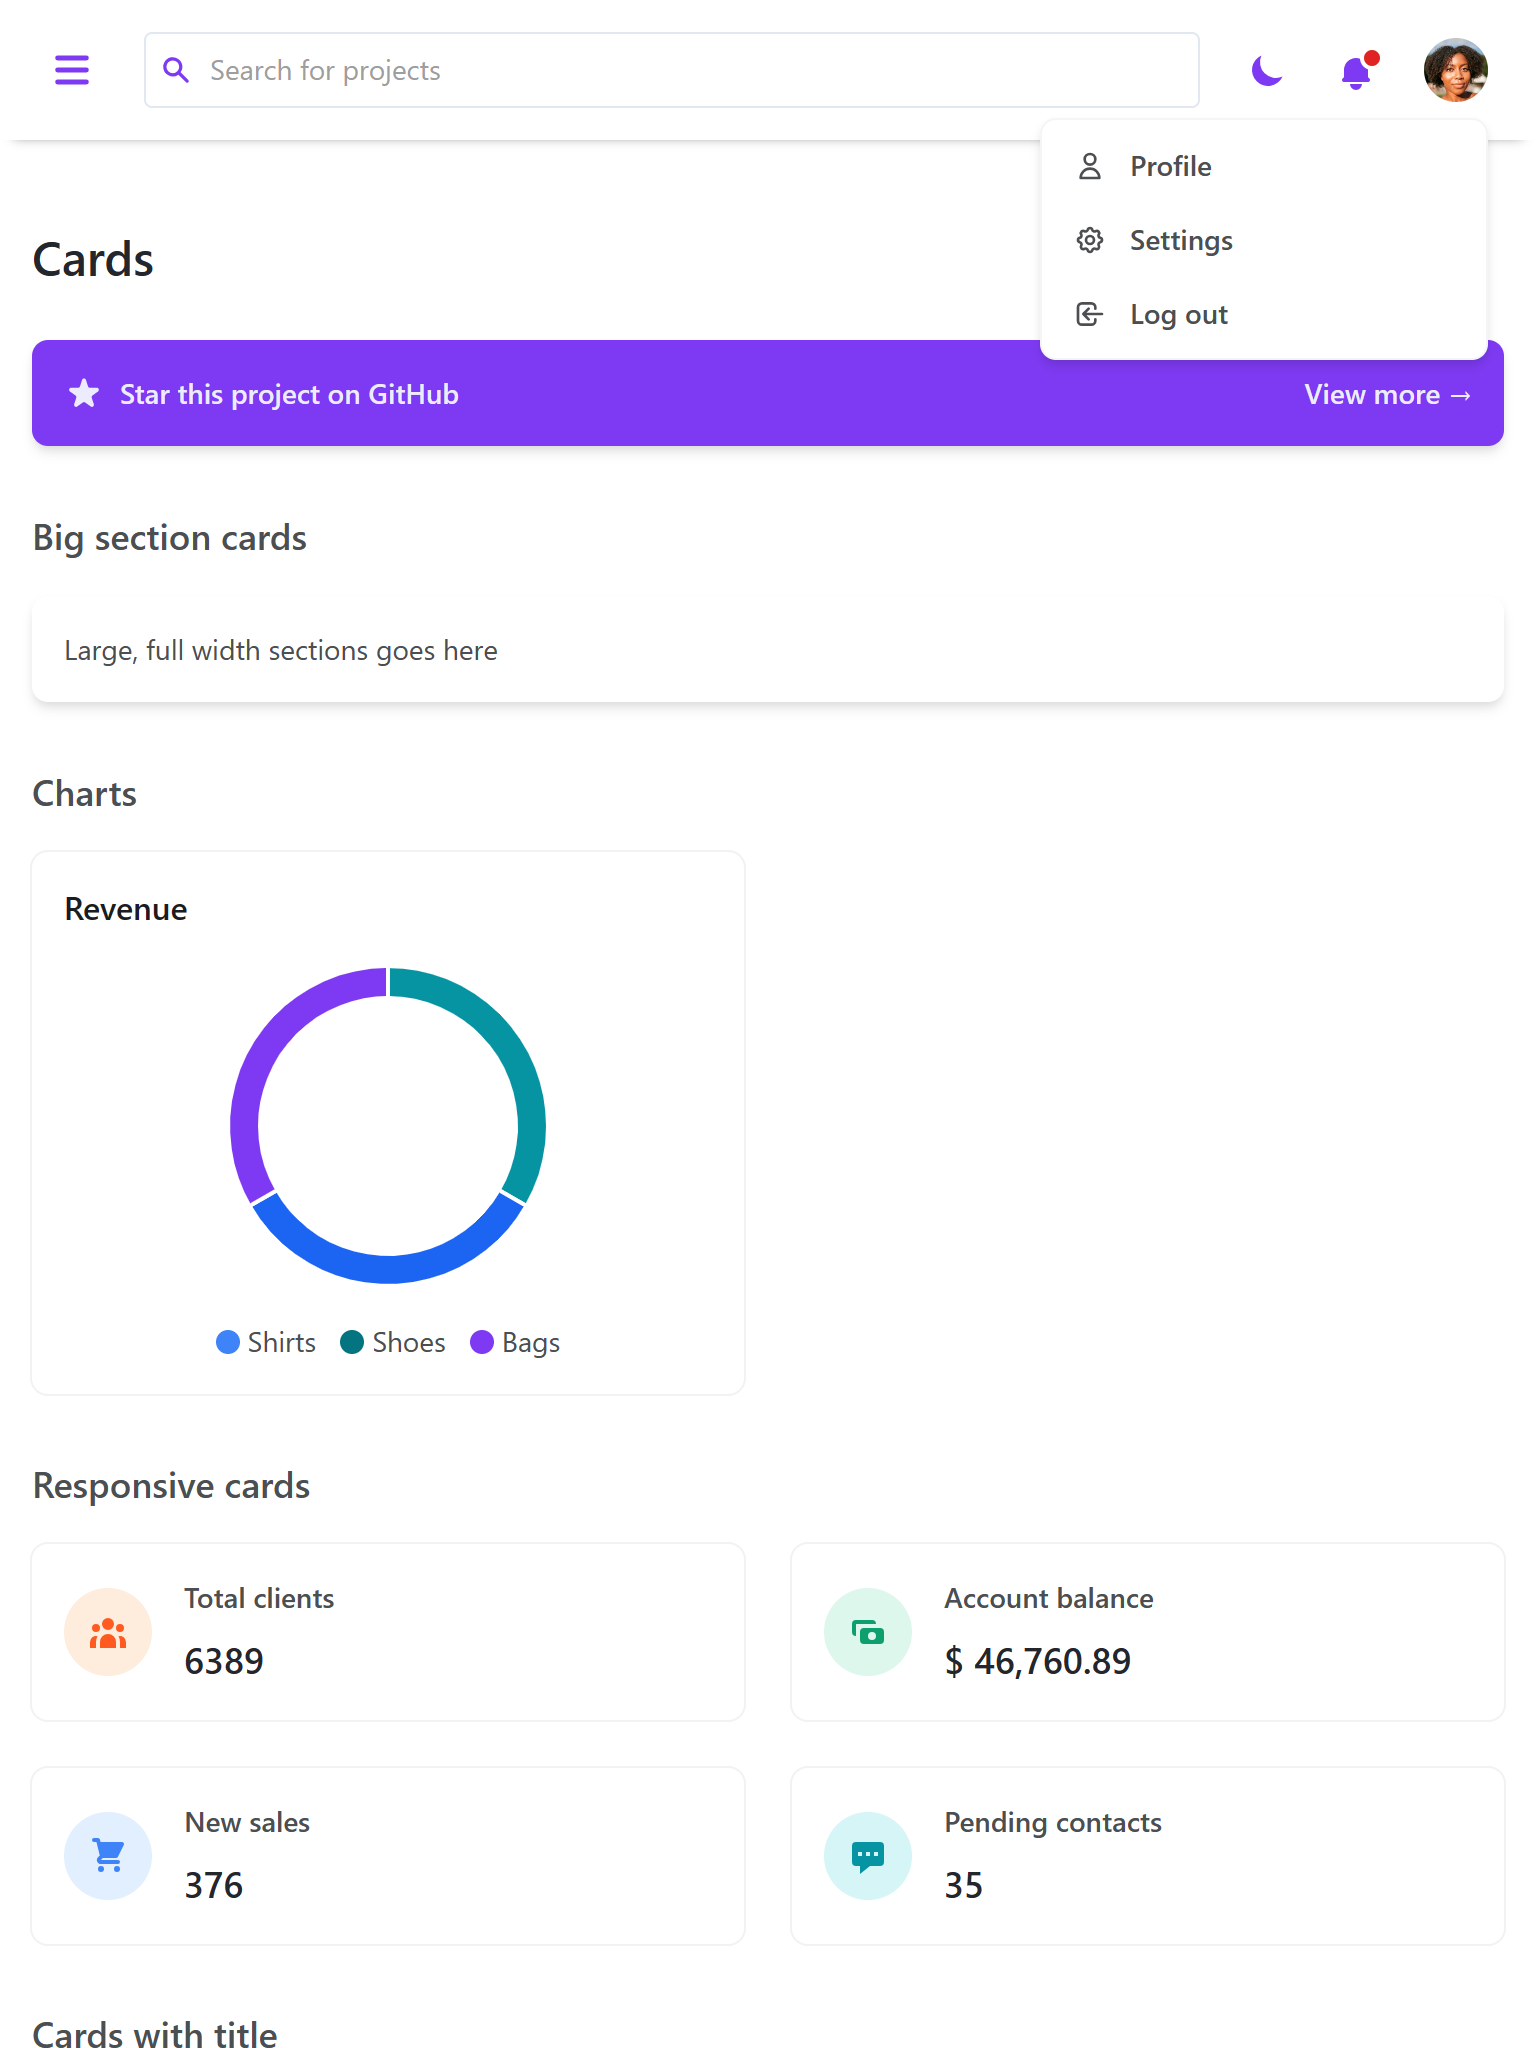 Search for projects
Profile
Settings
Log out
Cards
Star this project on GitHub
View more →
Big section cards
Large, full width sections goes here
Charts
Revenue
Shirts
Shoes
Bags
Responsive cards
Total clients
6389
Account balance
$ 46,760.89
New sales
376
Pending contacts
35
Cards with title